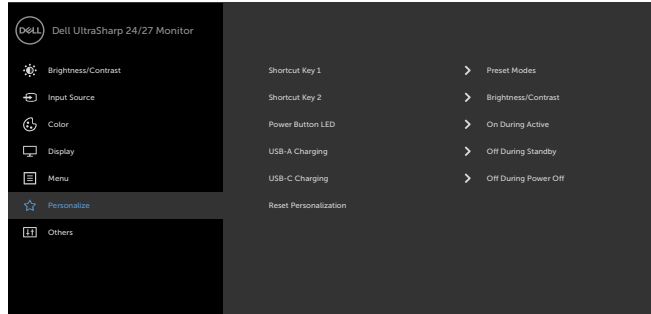 DELL Dell UltraSharp 24/27 Monitor
Brightness/Contrast
Input Source
Color
Display
Menu
Personalize
Others
Shortcut Key 1 Preset Modes
Shortcut Key 2 Brightness/Contrast
Power Button LED On During Active
USB-A Charging Off During Standby
USB-C Charging Off During Power Off
Reset Personalization